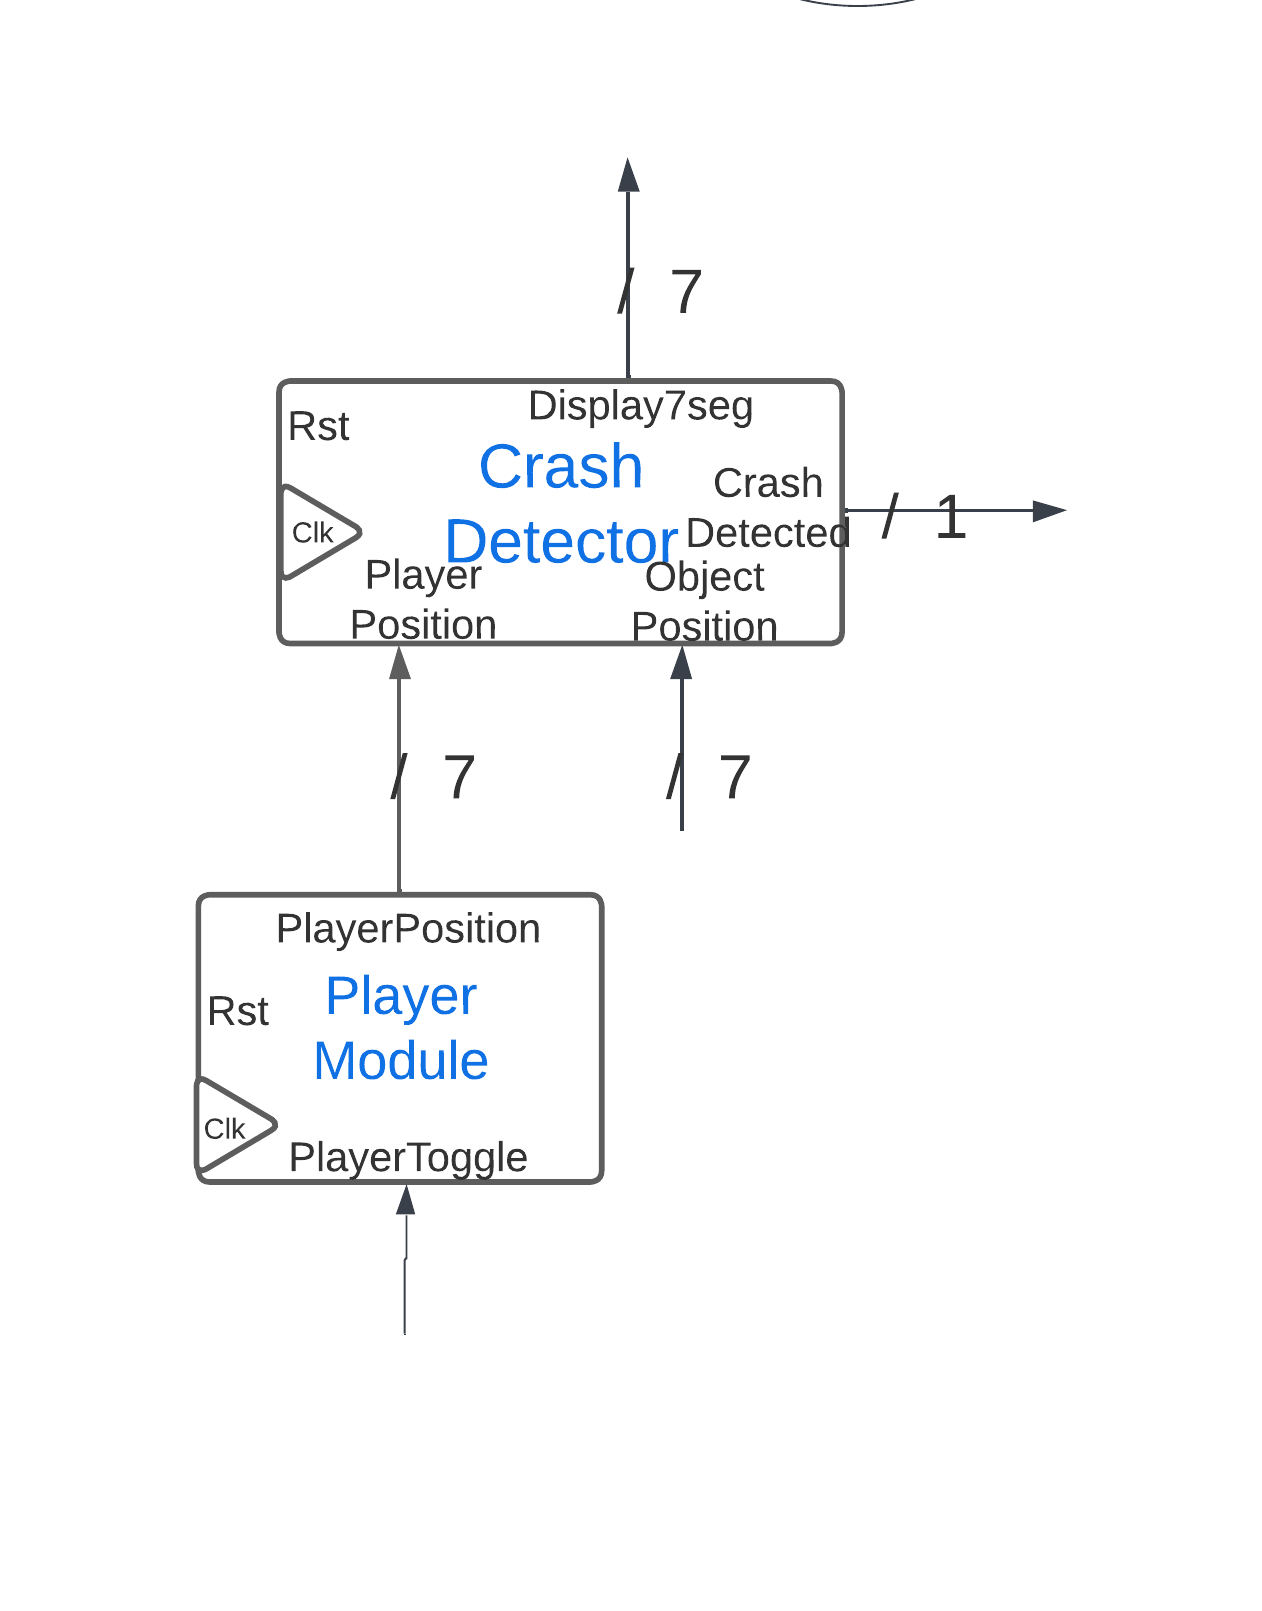 / 7
Display7seg
Rst
Crash
Detector
Crash
Detected
/ 1
Clk
Player
Position
Object
Position
/ 7
/ 7
PlayerPosition
Player
Module
Rst
Clk
PlayerToggle